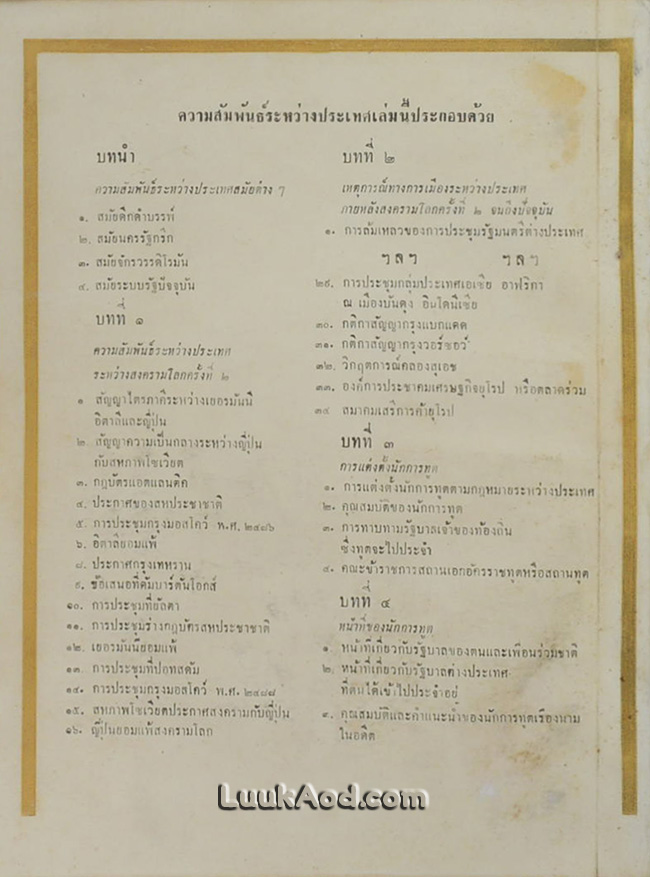 ความสัมพันธ์ระหว่างประเทศเล่มนี้ประกอบด้วย
บทนำ
ความสัมพันธ์ระหว่างประเทศสมัยต่าง ๆ
๑. สมัยดึกดำบรรพ์
๒. สมัยนครรัฐกรีก
๓. สมัยจักรวรรดิโรมัน
๔. สมัยระบบรัฐปัจจุบัน
บทที่ ๑
ความสัมพันธ์ระหว่างประเทศ
ระหว่างสงครามโลกครั้งที่ ๒
๑ สัญญาไตรภาคีระหว่างเยอรมันนี
อิตาลีและญี่ปุ่น
๒. สัญญาความเป็นกลางระหว่างญี่ปุ่น
กับสหภาพโซเวียต
๓. กฎบัตรแอตแลนติค
๔. ประกาศของสหประชาชาติ
๕. การประชุมกรุงมอสโคว์ พ.ศ. ๒๔๘๖
๖. อิตาลียอมแพ้
๘. ประกาศกรุงเทหราน
๙. ข้อเสนอที่ดัมบาร์ตันโอกส์
๑๐. การประชุมที่ยัลตา
๑๑. การประชุมร่างกฎบัตรสหประชาชาติ
๑๒. เยอรมันนียอมแพ้
๑๓. การประชุมที่ปอทสดัม
๑๔. การประชุมกรุงมอสโคว์ พ.ศ. ๒๔๘๘
๑๕. สหภาพโซเวียตประกาศสงครามกับญี่ปุ่น
๑๖. ญี่ปุ่นยอมแพ้สงครามโลก
บทที่ ๒
เหตุการณ์ทางการเมืองระหว่างประเทศ
ภายหลังสงครามโลกครั้งที่ ๒ จนถึงปัจจุบัน
๑. การล้มเหลวของการประชุมรัฐมนตรีต่างประเทศ
ฯลฯ ฯลฯ
๒๙. การประชุมกลุ่มประเทศเอเซีย อาฟริกา
ณ เมืองบันดุง อินโดนีเซีย
๓๐. กติกาสัญญากรุงแบกแดด
๓๑. กติกาสัญญากรุงวอร์ซอว์
๓๒. วิกฤตการณ์คลองสุเอซ
๓๓. องค์การประชาคมเศรษฐกิจยุโรป หรือตลาดร่วม
๓๔ สมาคมเสรีการค้ายุโรป
บทที่ ๓
การแต่งตั้งนักการทูต
๑. การแต่งตั้งนักการทูตตามกฎหมายระหว่างประเทศ
๒. คุณสมบัติของนักการทูต
๓. การทาบทามรัฐบาลเจ้าของท้องถิ่น
ซึ่งทูตจะไปประจำ
๔. คณะข้าราชการสถานเอกอัครราชทูตหรือสถานทูต
บทที่ ๔
หน้าที่ของนักการทูต
๑. หน้าที่เกี่ยวกับรัฐบาลของตนและเพื่อนร่วมชาติ
๒. หน้าที่เกี่ยวกับรัฐบาลต่างประเทศ
ที่ตนได้เข้าไปประจำอยู่
๓. คุณสมบัติและคำแนะนำของนักการทูตเรืองนาม
ในอดีต
LuukAod.com